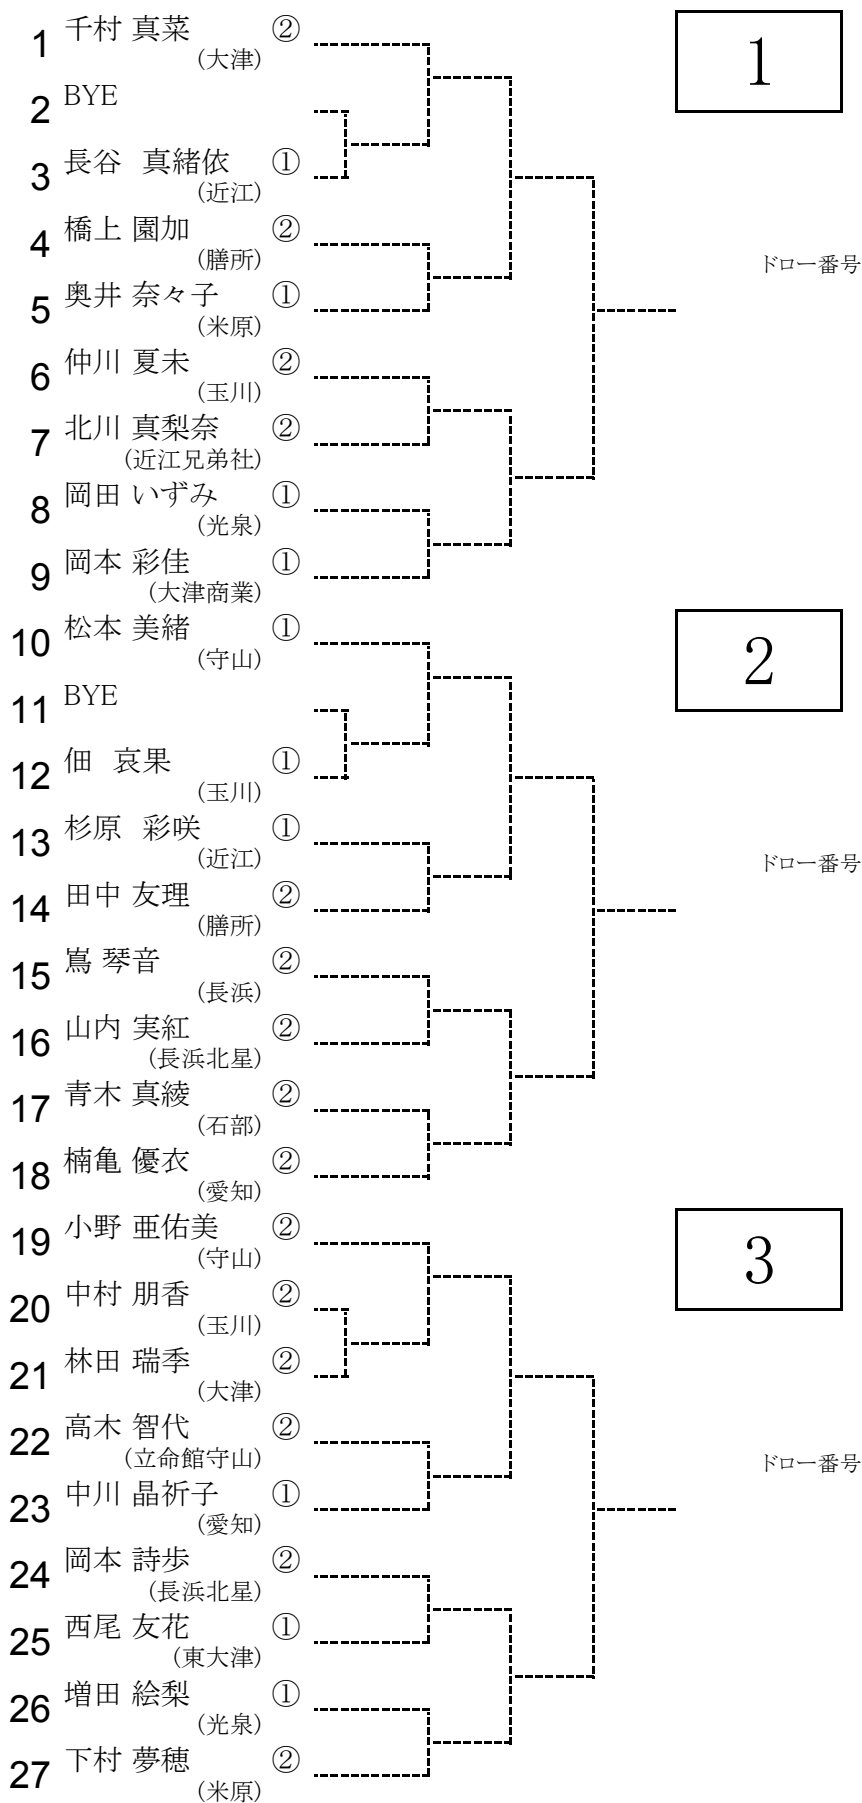 1 千村 真菜 ②
(大津)
1
2 BYE
3 長谷 真緒依 ①
(近江)
4 橋上 園加 ②
(膳所)
ドロー番号
5 奥井 奈々子 ①
(米原)
6 仲川 夏未 ②
(玉川)
7 北川 真梨奈 ②
(近江兄弟社)
8 岡田 いずみ ①
(光泉)
9 岡本 彩佳 ①
(大津商業)
10 松本 美緒 ①
(守山)
2
11 BYE
12 佃 哀果 ①
(玉川)
13 杉原 彩咲 ①
(近江)
ドロー番号
14 田中 友理 ②
(膳所)
15 嶌 琴音 ②
(長浜)
16 山内 実紅 ②
(長浜北星)
17 青木 真綾 ②
(石部)
18 楠亀 優衣 ②
(愛知)
19 小野 亜佑美 ②
(守山)
3
20 中村 朋香 ②
(玉川)
21 林田 瑞季 ②
(大津)
22 高木 智代 ②
(立命館守山)
ドロー番号
23 中川 晶祈子 ①
(愛知)
24 岡本 詩歩 ②
(長浜北星)
25 西尾 友花 ①
(東大津)
26 増田 絵梨 ①
(光泉)
27 下村 夢穂 ②
(米原)